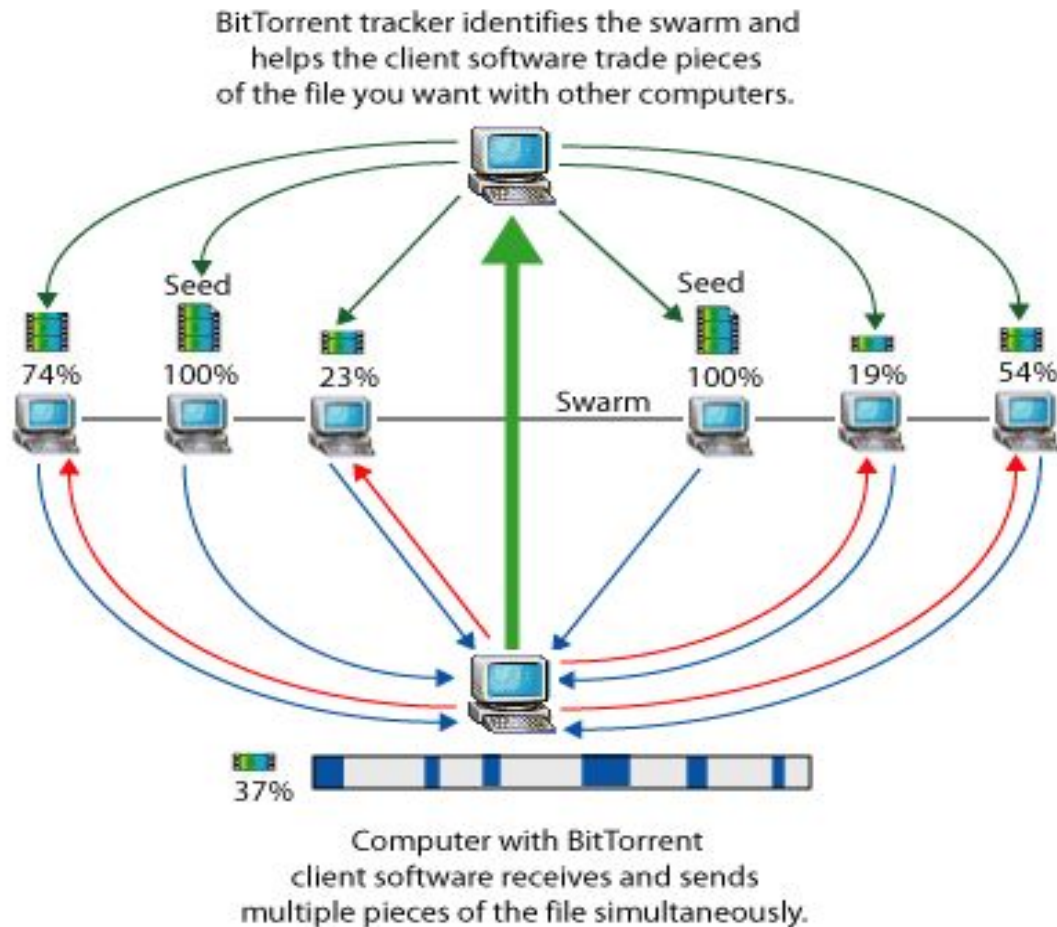 BitTorrent tracker identifies the swarm and
helps the client software trade pieces
of the file you want with other computers.
Seed
Seed
74%
100%
23%
100%
19%
54%
Swarm
37%
Computer with BitTorrent
client software receives and sends
multiple pieces of the file simultaneously.